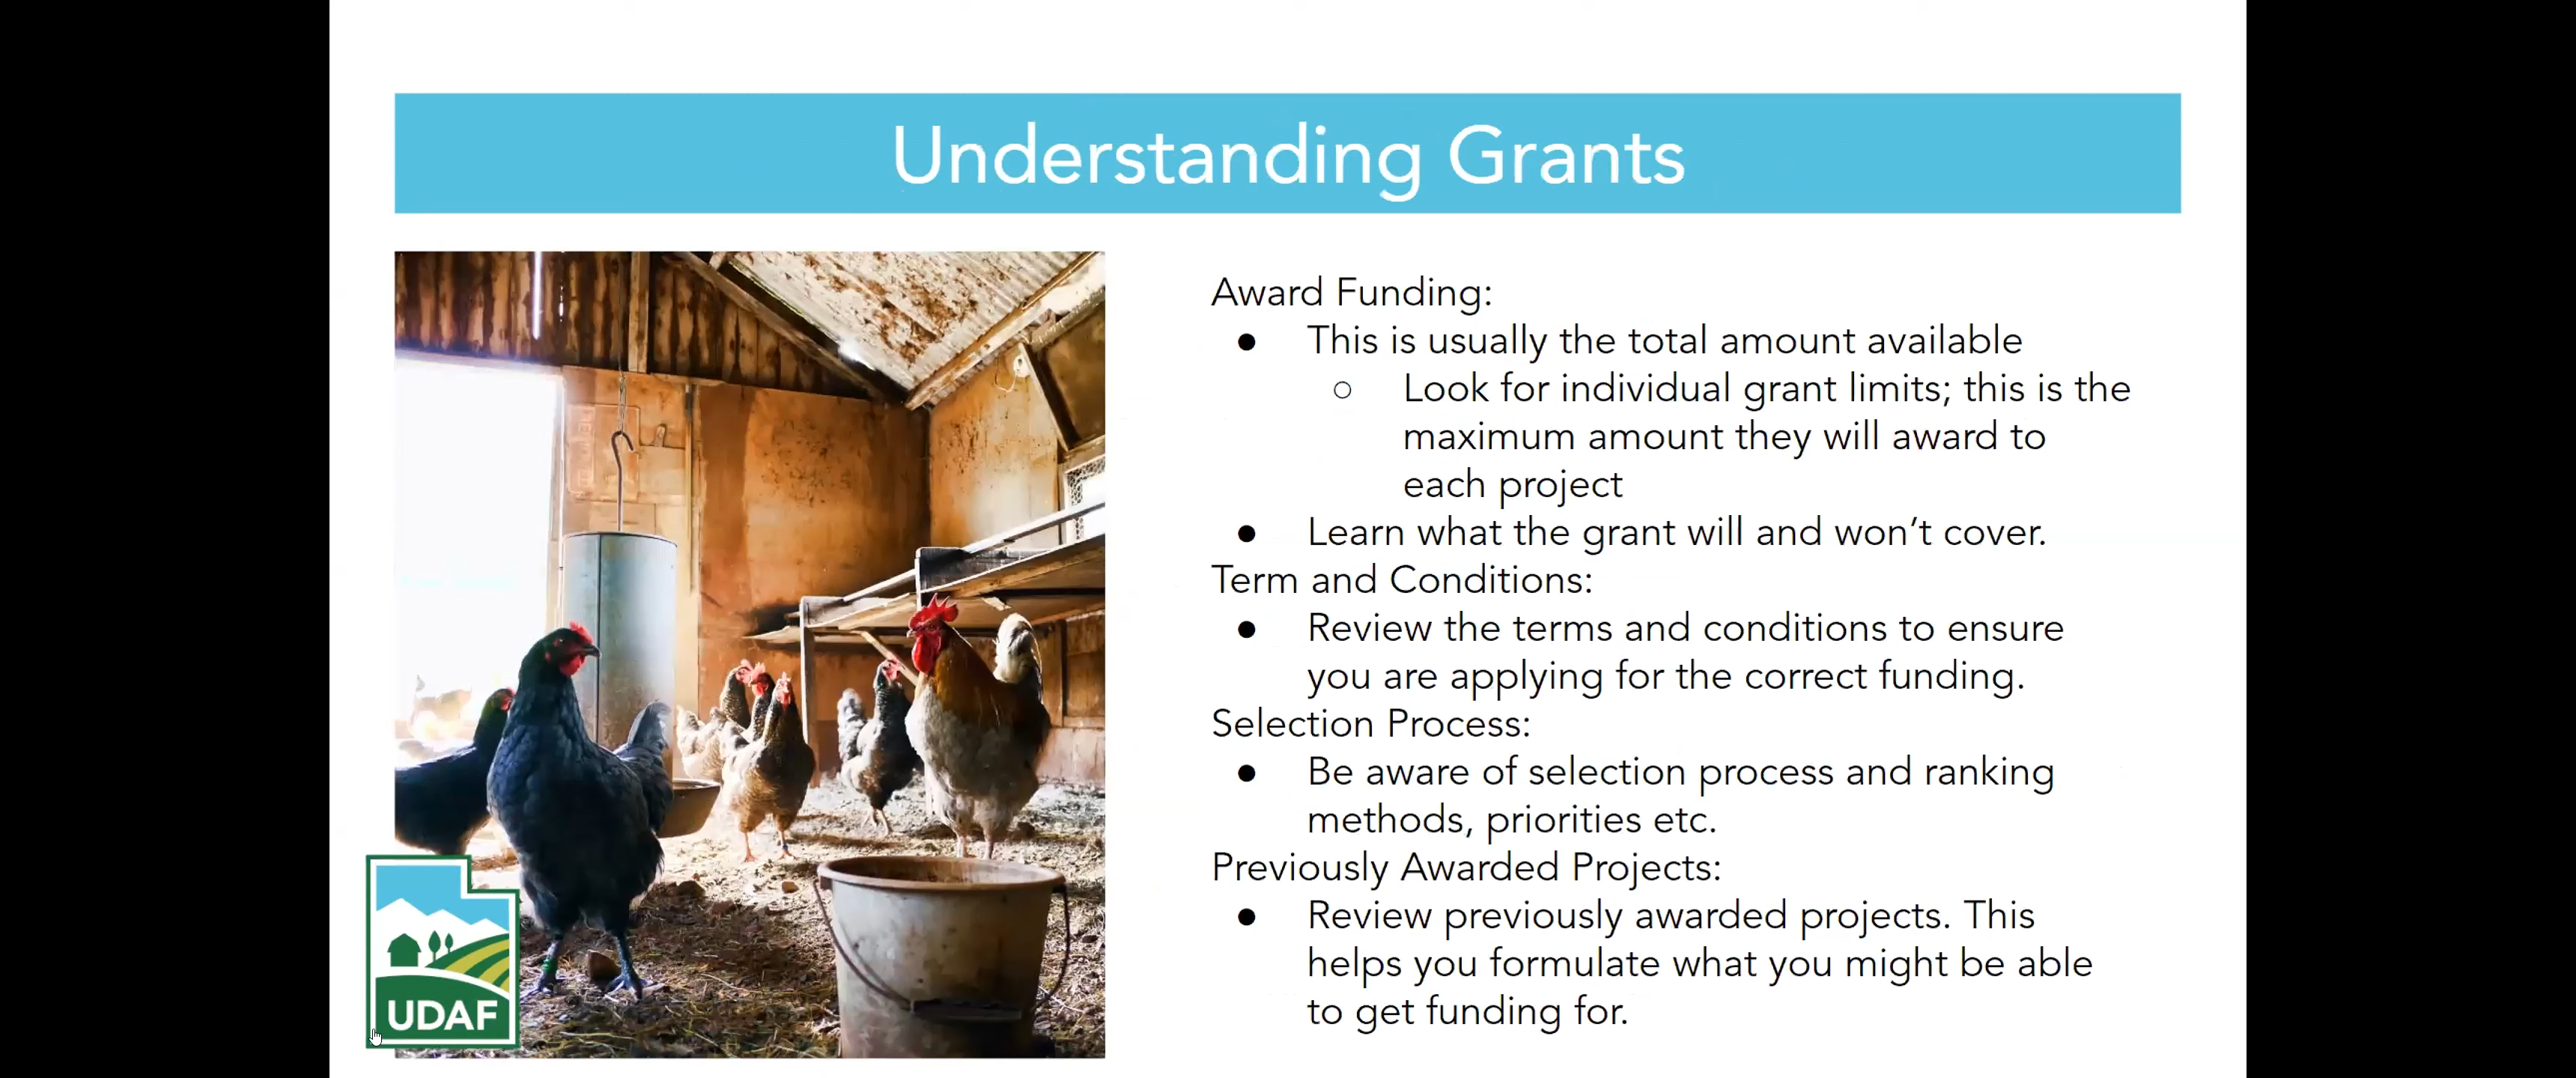 Understanding Grants
Award Funding:
● This is usually the total amount available
○ Look for individual grant limits; this is the
maximum amount they will award to
each project
● Learn what the grant will and won’t cover.
Term and Conditions:
● Review the terms and conditions to ensure
you are applying for the correct funding.
Selection Process:
● Be aware of selection process and ranking
methods, priorities etc.
Previously Awarded Projects:
● Review previously awarded projects. This
helps you formulate what you might be able
to get funding for.
UDAF